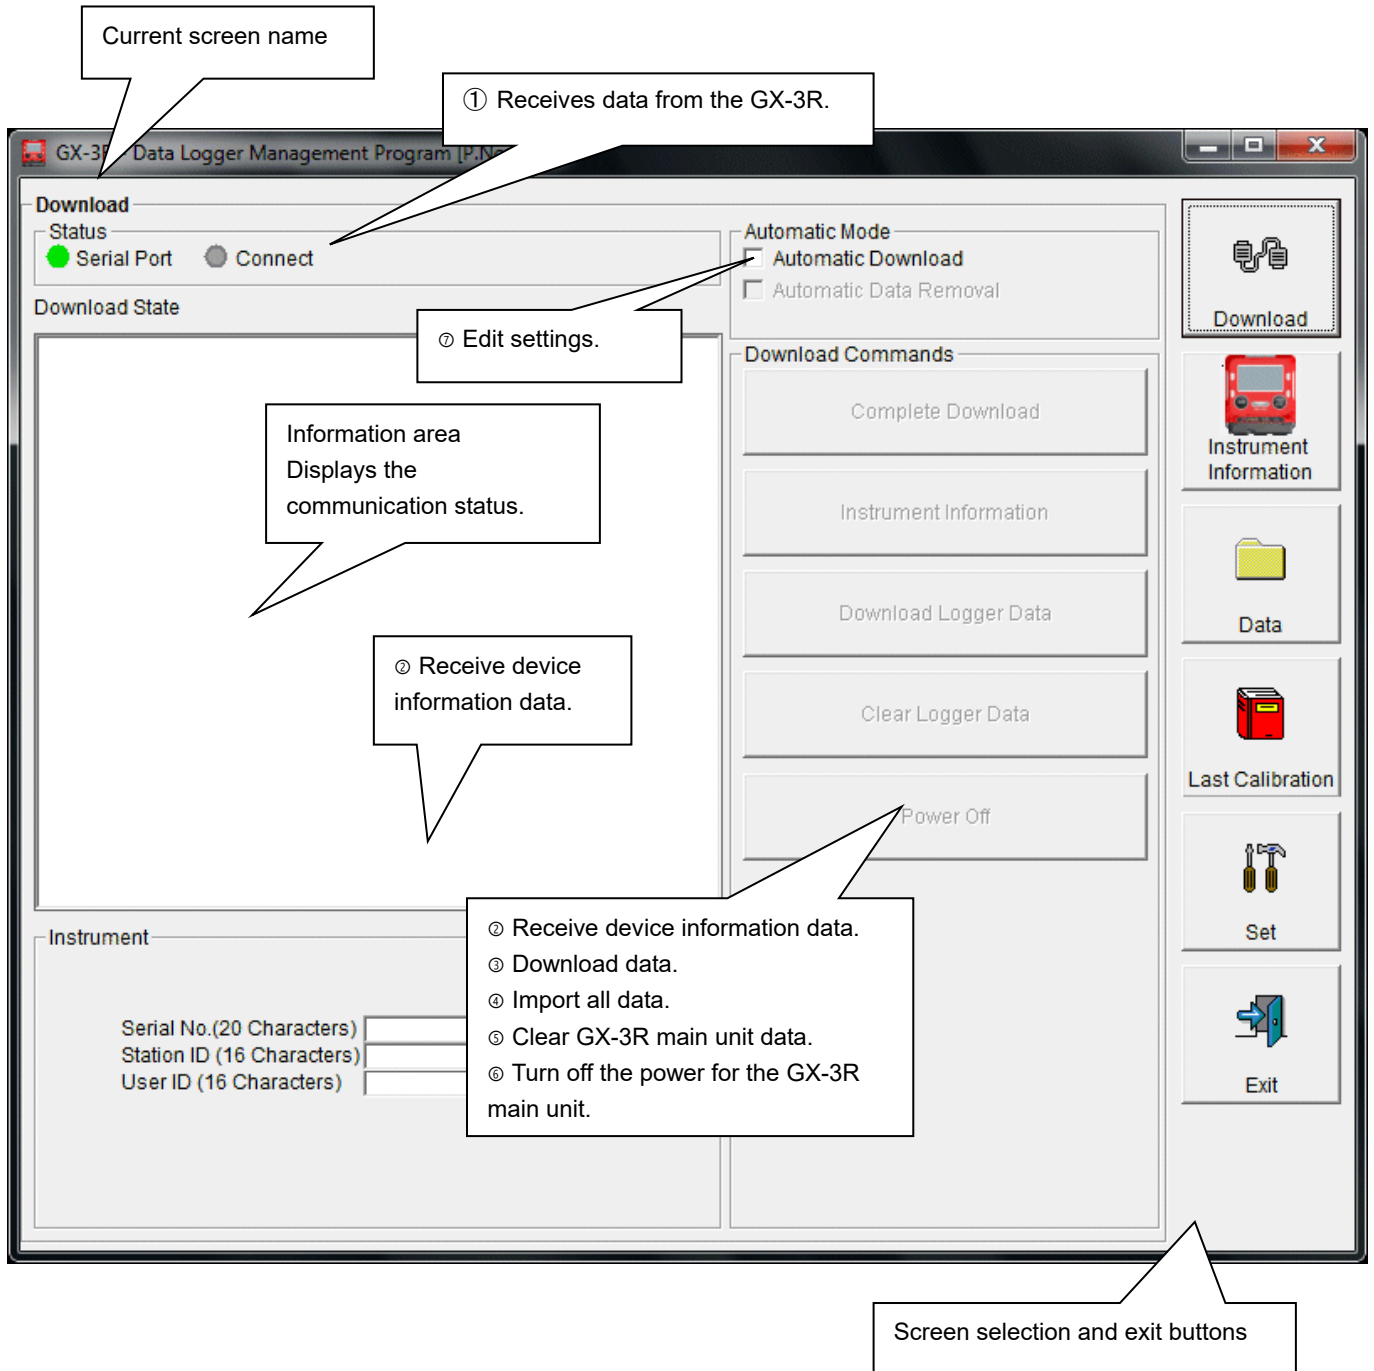 Current screen name
① Receives data from the GX-3R.
GX-3R Data Logger Management Program [P.No
Download
Status
Serial Port
Connect
Automatic Mode
Automatic Download
Automatic Data Removal
Download State
⑦ Edit settings.
Download Commands
Complete Download
Instrument Information
Download Logger Data
Clear Logger Data
Power Off
Information area
Displays the
communication status.
② Receive device
information data.
② Receive device information data.
③ Download data.
④ Import all data.
⑤ Clear GX-3R main unit data.
⑥ Turn off the power for the GX-3R
main unit.
Instrument
Serial No.(20 Characters)
Station ID (16 Characters)
User ID (16 Characters)
Download
Instrument
Information
Data
Last Calibration
Set
Exit
Screen selection and exit buttons